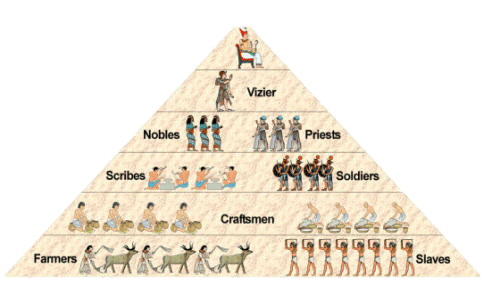 Vizier
Nobles Priests
Scribes Soldiers
Craftsmen
Farmers Slaves